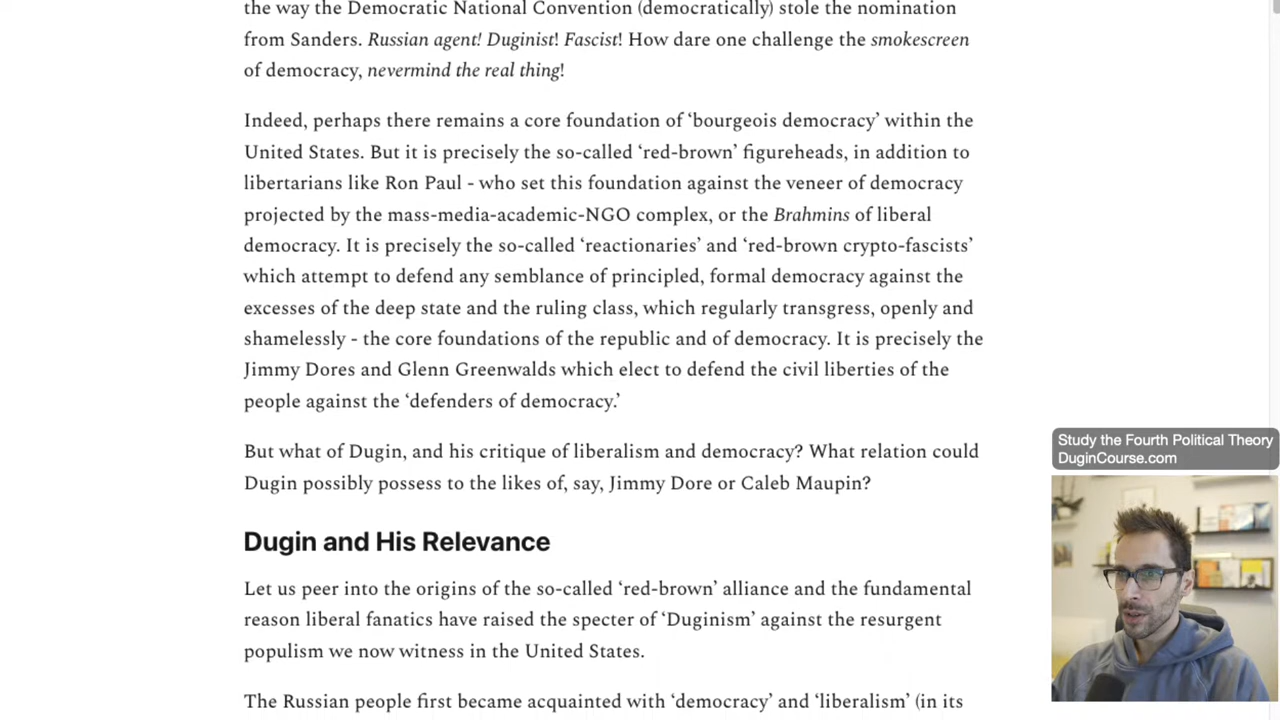 the way the Democratic National Convention (democratically) stole the nomination
from Sanders. Russian agent! Duginist! Fascist! How dare one challenge the smokescreen
of democracy, nevermind the real thing!
Indeed, perhaps there remains a core foundation of ‘bourgeois democracy’ within the
United States. But it is precisely the so-called ‘red-brown’ figureheads, in addition to
libertarians like Ron Paul - who set this foundation against the veneer of democracy
projected by the mass-media-academic-NGO complex, or the Brahmins of liberal
democracy. It is precisely the so-called ‘reactionaries’ and ‘red-brown crypto-fascists’
which attempt to defend any semblance of principled, formal democracy against the
excesses of the deep state and the ruling class, which regularly transgress, openly and
shamelessly - the core foundations of the republic and of democracy. It is precisely the
Jimmy Dores and Glenn Greenwalds which elect to defend the civil liberties of the
people against the ‘defenders of democracy.’
But what of Dugin, and his critique of liberalism and democracy? What relation could
Dugin possibly possess to the likes of, say, Jimmy Dore or Caleb Maupin?
Dugin and His Relevance
Let us peer into the origins of the so-called ‘red-brown’ alliance and the fundamental
reason liberal fanatics have raised the specter of ‘Duginism’ against the resurgent
populism we now witness in the United States.
The Russian people first became acquainted with ‘democracy’ and ‘liberalism’ (in its
Study the Fourth Political Theory
DuginCourse.com